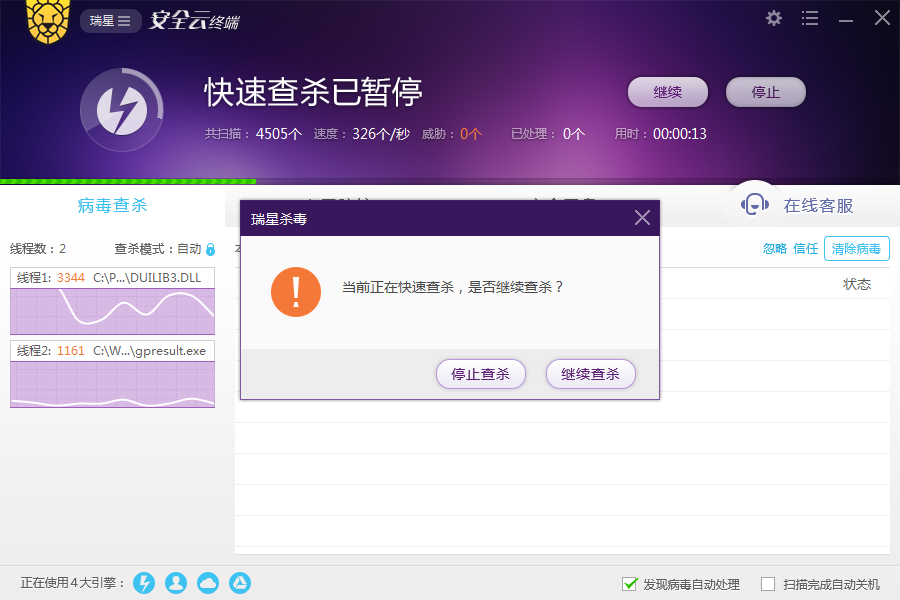 瑞星 安全云终端
快速查杀已暂停
继续 停止
共扫描： 4505个 速度： 326个/秒 威胁： 0个 已处理： 0个 用时： 00:00:13
病毒查杀 在线客服
瑞星杀毒
线程数：2 查杀模式：自动 忽略 信任 清除病毒
线程1: 3344 C:\P...\DUILIB3.DLL 状态
当前正在快速查杀，是否继续查杀？
线程2: 1161 C:\W...\gpresult.exe
停止查杀 继续查杀
正在使用4大引擎： 发现病毒自动处理 扫描完成自动关机